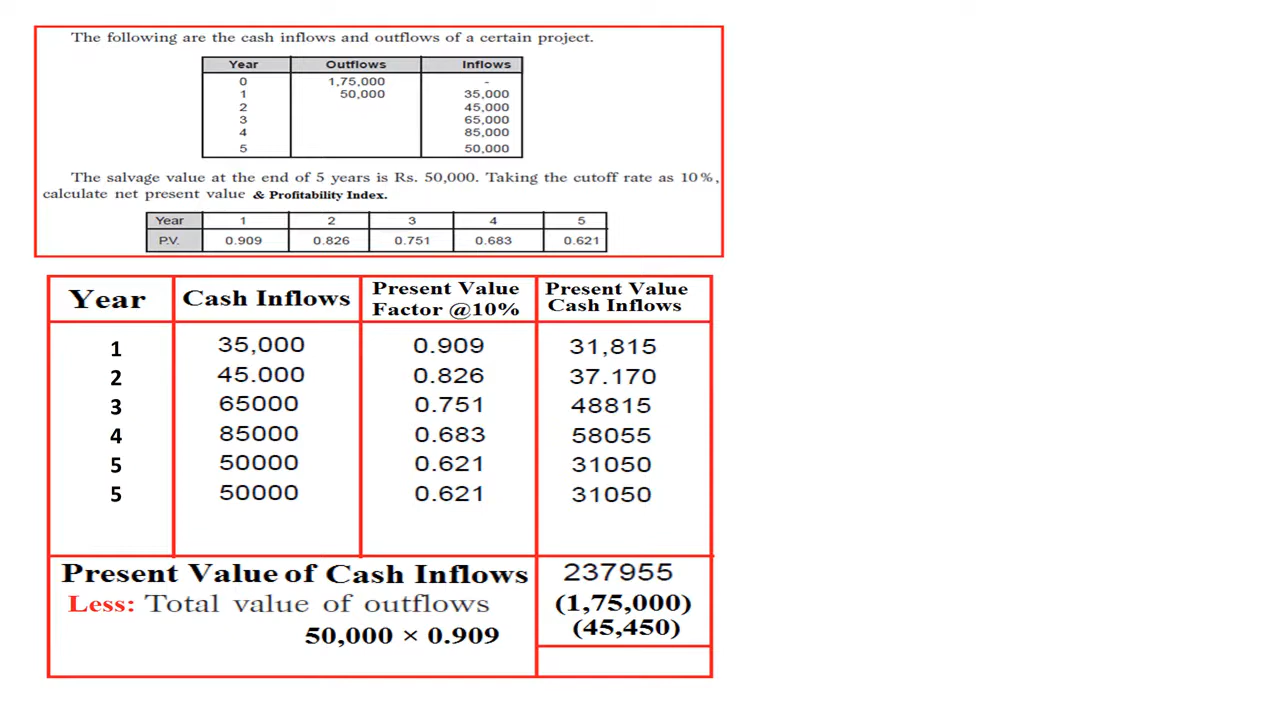 The following are the cash inflows and outflows of a certain project.
Year Outflows Inflows
0 1,75,000 -
1 50,000 35,000
2 45,000
3 65,000
4 85,000
5 50,000
The salvage value at the end of 5 years is Rs. 50,000. Taking the cutoff rate as 10%,
calculate net present value & Profitability Index.
Year 1 2 3 4 5
P.V. 0.909 0.826 0.751 0.683 0.621
Year Cash Inflows Present Value Factor @10% Present Value Cash Inflows
1 35,000 0.909 31,815
2 45.000 0.826 37.170
3 65000 0.751 48815
4 85000 0.683 58055
5 50000 0.621 31050
5 50000 0.621 31050
Present Value of Cash Inflows 237955
Less: Total value of outflows (1,75,000)
50,000 × 0.909 (45,450)